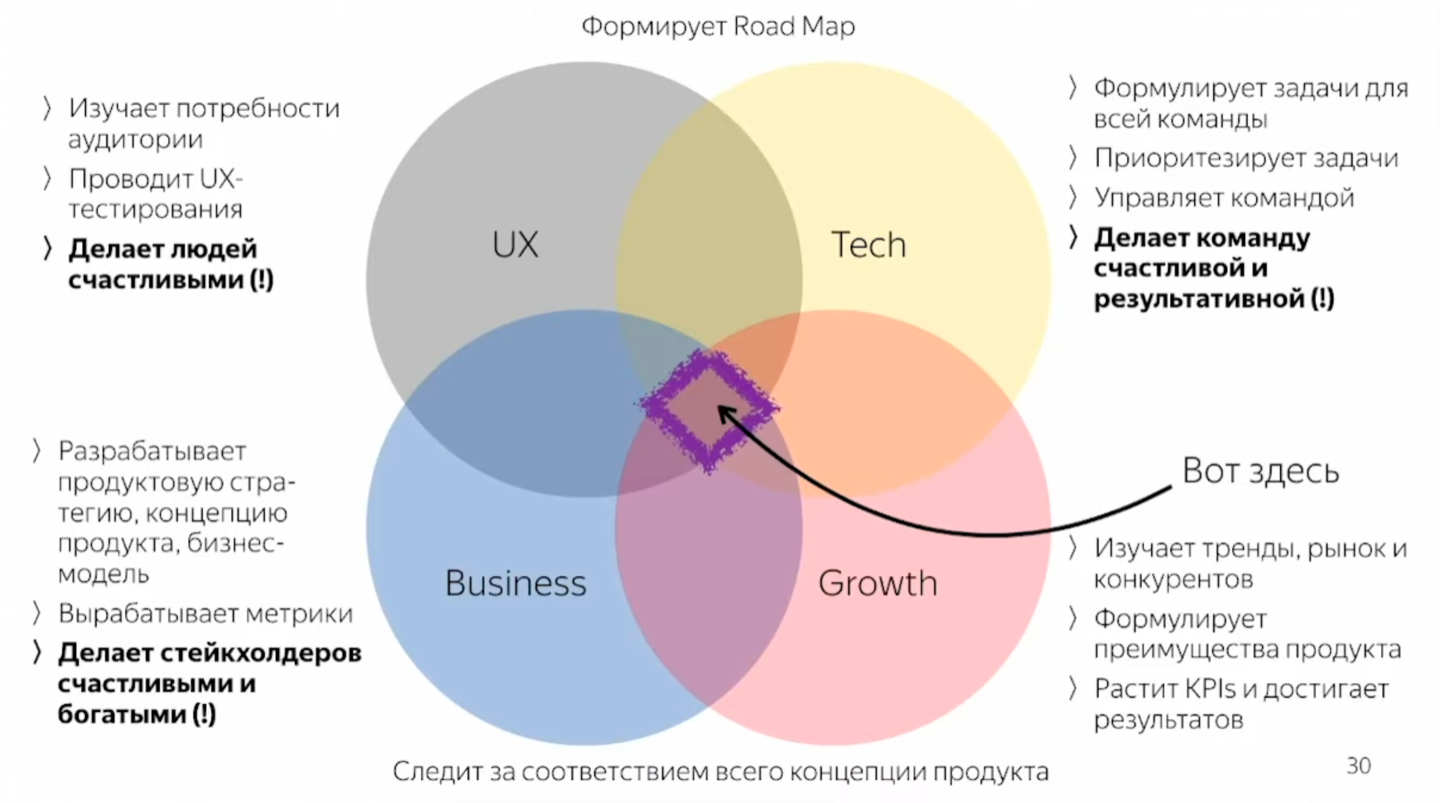 Формирует Road Map
〉 Изучает потребности
аудитории
〉 Проводит UX-
тестирования
〉 Делает людей
счастливыми (!)
〉 Формулирует задачи для
всей команды
〉 Приоритезирует задачи
〉 Управляет командой
〉 Делает команду
счастливой и
результативной (!)
UX
Tech
〉 Разрабатывает
продуктовую стра-
тегию, концепцию
продукта, бизнес-
модель
〉 Вырабатывает метрики
〉 Делает стейкхолдеров
счастливыми и
богатыми (!)
Business
Growth
Вот здесь
〉 Изучает тренды, рынок и
конкурентов
〉 Формулирует
преимущества продукта
〉 Растит KPIs и достигает
результатов
Следит за соответствием всего концепции продукта
30